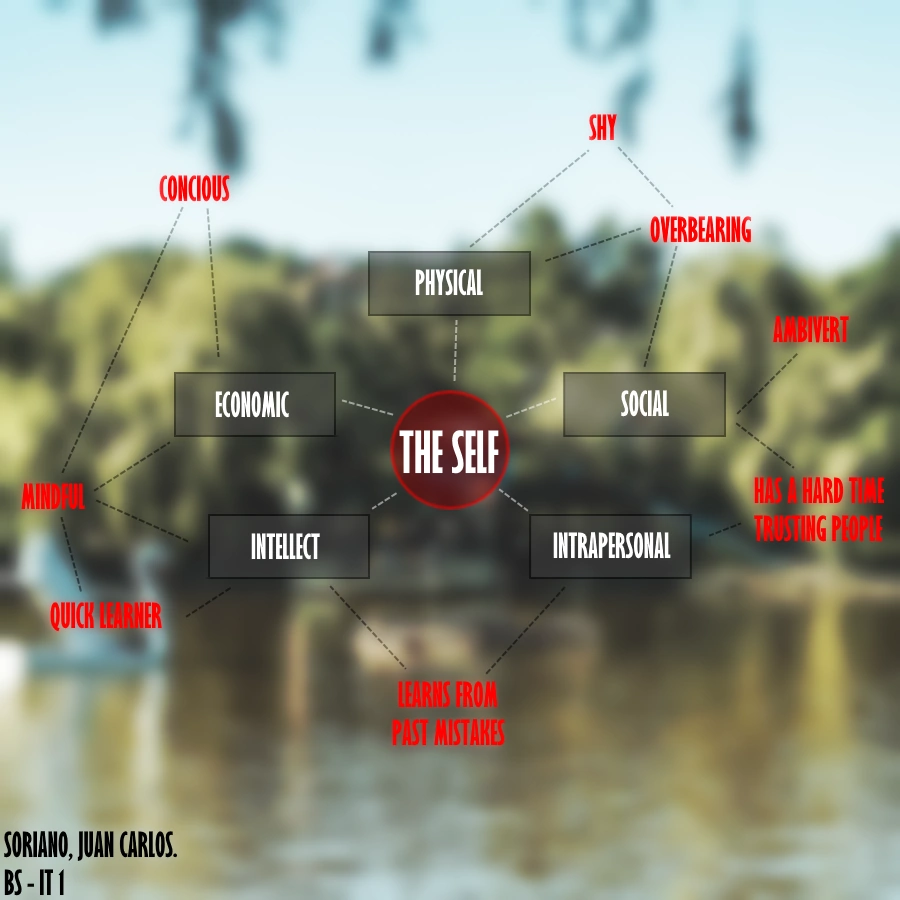 SHY
CONCIOUS
OVERBEARING
PHYSICAL
AMBIVERT
ECONOMIC
SOCIAL
THE SELF
MINDFUL
HAS A HARD TIME
TRUSTING PEOPLE
INTELLECT
INTRAPERSONAL
QUICK LEARNER
LEARNS FROM
PAST MISTAKES
SORIANO, JUAN CARLOS.
BS - IT 1